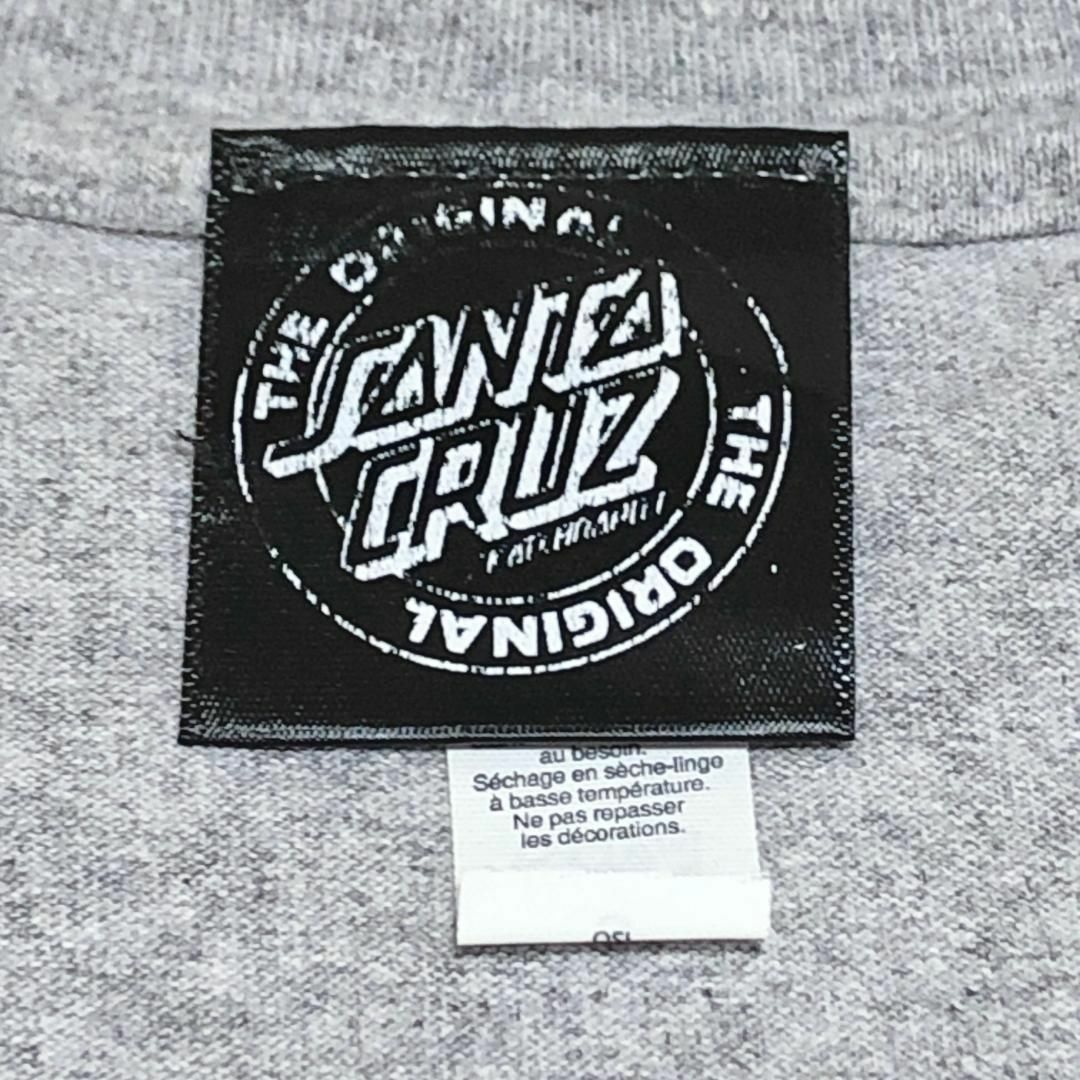 THE ORIGINAL
SANTA
CRUZ
THE ORIGINAL
au besoin.
Séchage en sèche-linge
à basse température.
Ne pas repasser
les décorations.